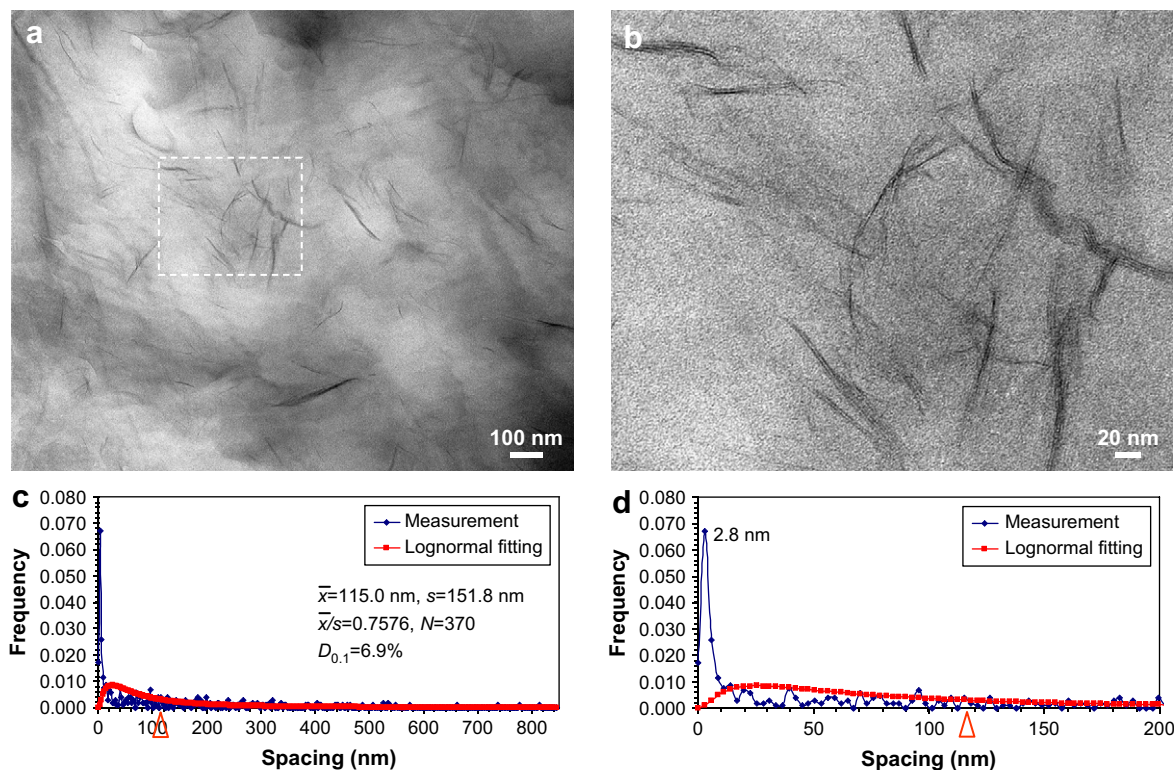 a
100 nm
b
20 nm
c
0.080
0.070
0.060
0.050
0.040
0.030
0.020
0.010
0.000
Frequency
Measurement
Lognormal fitting
x̅=115.0 nm, s=151.8 nm
x̅/s=0.7576, N=370
D0.1=6.9%
0 100 200 300 400 500 600 700 800
Spacing (nm)
d
0.080
0.070
0.060
0.050
0.040
0.030
0.020
0.010
0.000
Frequency
2.8 nm
Measurement
Lognormal fitting
0 50 100 150 200
Spacing (nm)